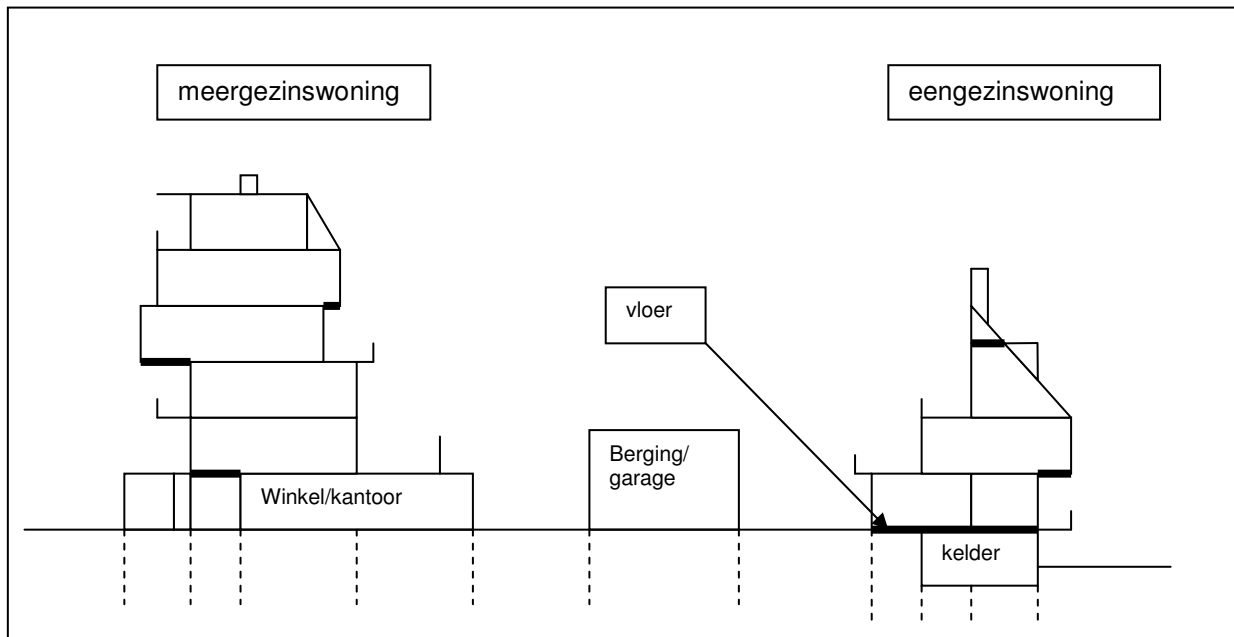 meergezinswoning
eengezinswoning
vloer
Berging/
garage
Winkel/kantoor
kelder